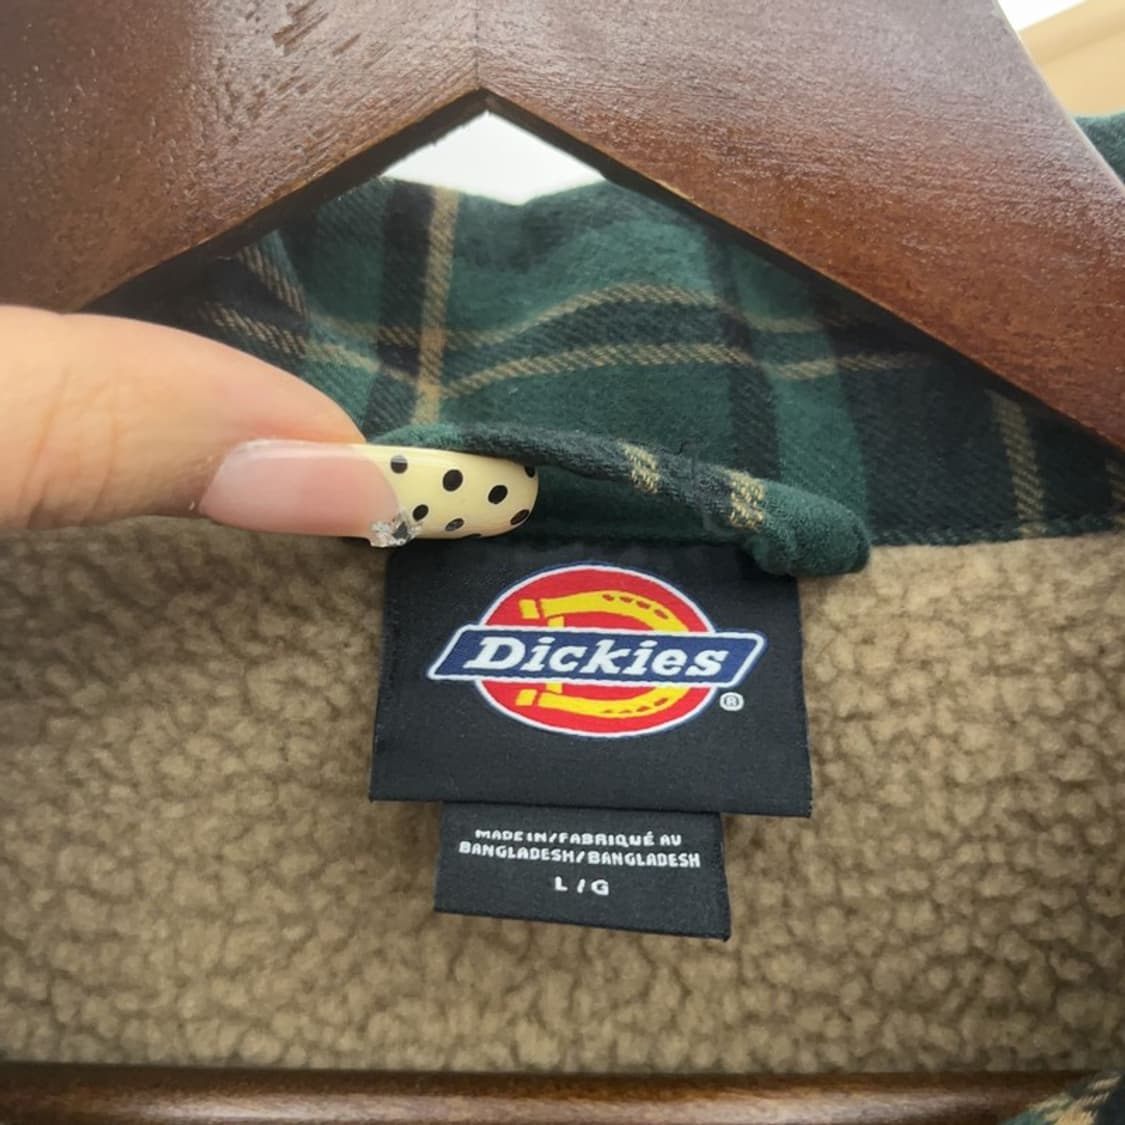 Dickies
®
MADE IN/FABRIQUÉ AU
BANGLADESH/BANGLADESH
L / G